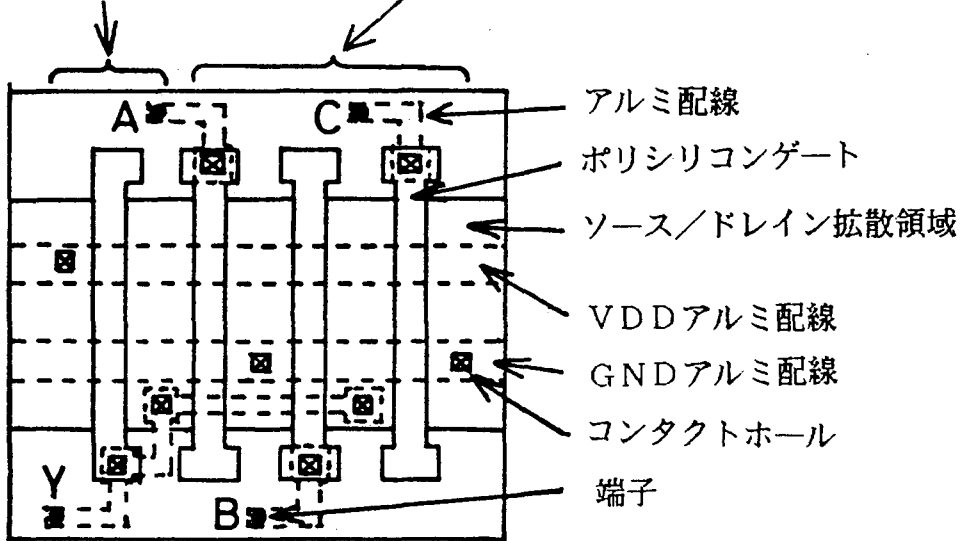 A
C
アルミ配線
ポリシリコンゲート
ソース／ドレイン拡散領域
VDDアルミ配線
GNDアルミ配線
コンタクトホール
Y
B
端子